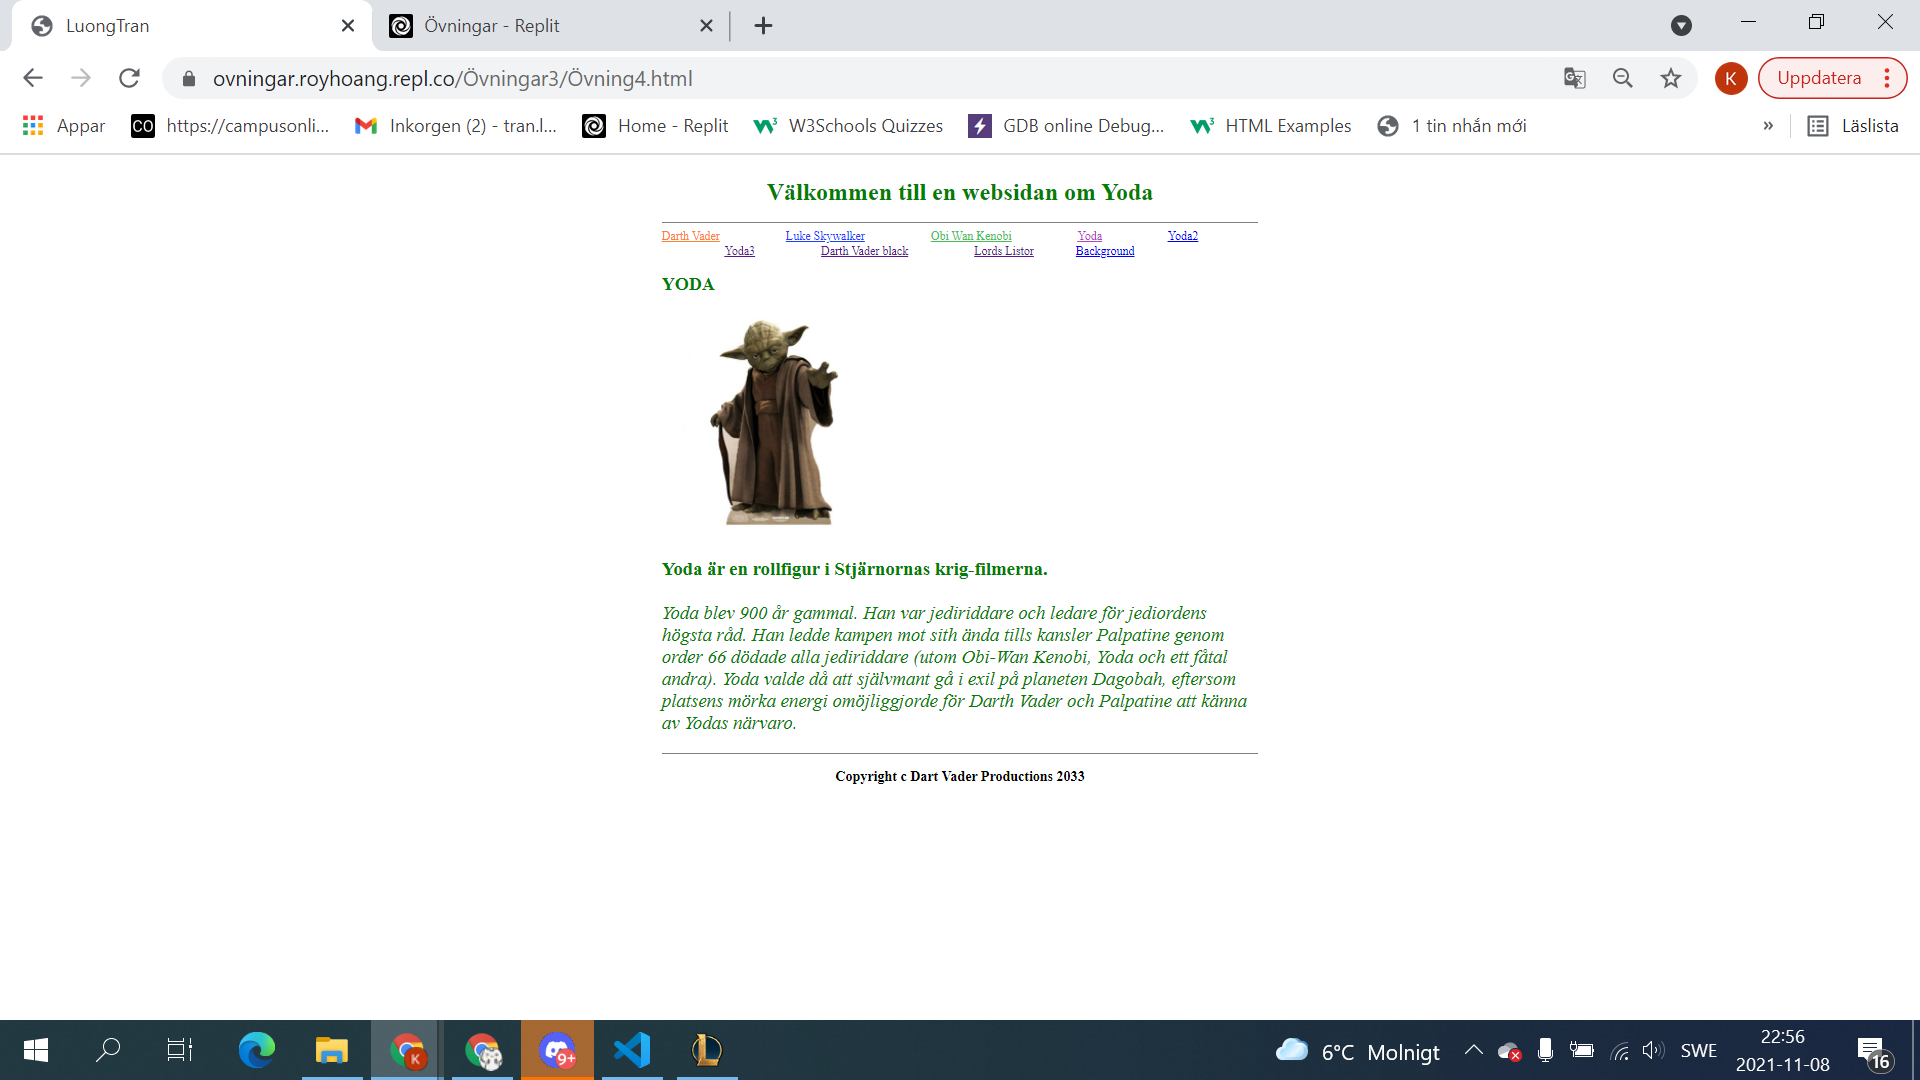 LuongTran
Övningar - Replit
ovningar.royhoang.repl.co/Övningar3/Övning4.html
K
Uppdatera
Appar
CO
https://campusonli...
Inkorgen (2) - tran.l...
Home - Replit
W3Schools Quizzes
GDB online Debug...
HTML Examples
1 tin nhắn mới
»
Läslista
Välkommen till en websidan om Yoda
Darth Vader Luke Skywalker Obi Wan Kenobi Yoda Yoda2
Yoda3 Darth Vader black Lords Listor Background
YODA
Yoda är en rollfigur i Stjärnornas krig-filmerna.
Yoda blev 900 år gammal. Han var jediriddare och ledare för jediordens
högsta råd. Han ledde kampen mot sith ända tills kansler Palpatine genom
order 66 dödade alla jediriddare (utom Obi-Wan Kenobi, Yoda och ett fåtal
andra). Yoda valde då att självmant gå i exil på planeten Dagobah, eftersom
platsens mörka energi omöjliggjorde för Darth Vader och Palpatine att känna
av Yodas närvaro.
Copyright c Dart Vader Productions 2033
K
9+
6°C Molnigt
SWE
22:56
2021-11-08
16